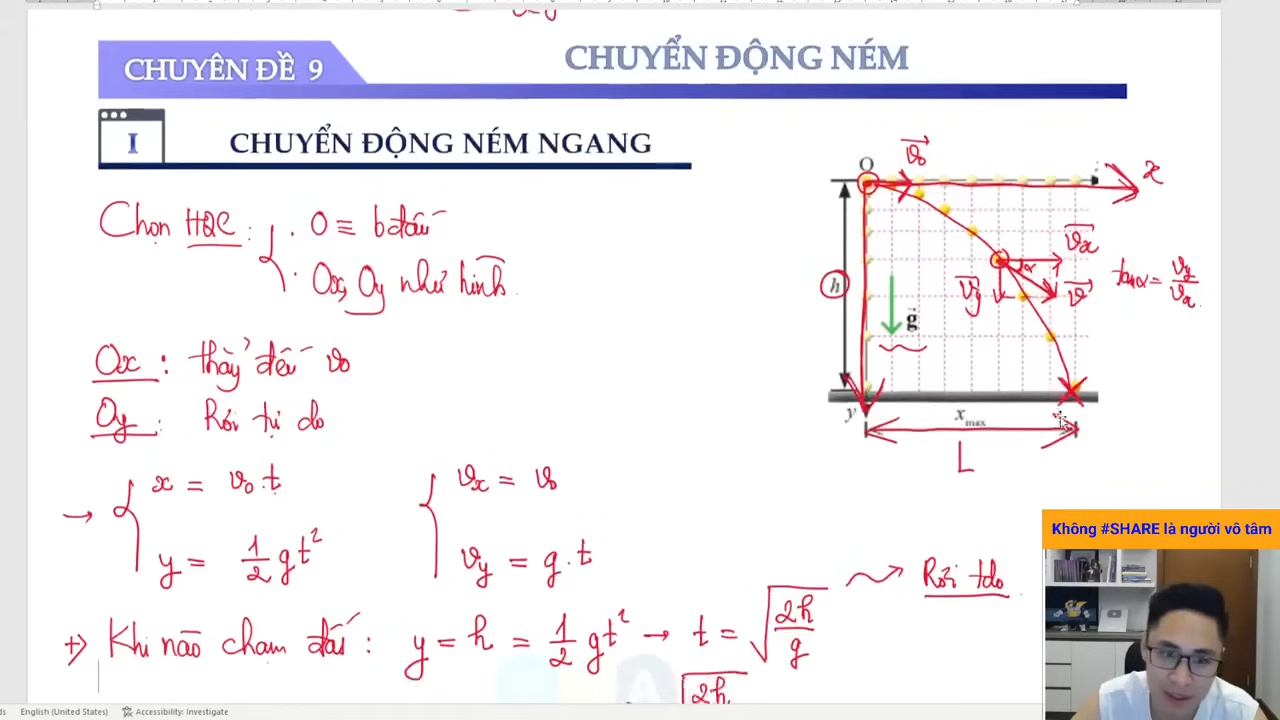 CHUYÊN ĐỀ 9
CHUYỂN ĐỘNG NÉM
I
CHUYỂN ĐỘNG NÉM NGANG
Chọn HQC : { · O ≡ b đầu
· Ox, Oy như hình
Ox : thẳng đều v₀
Oy : Rơi tự do
→ { x = v₀.t
y = 1/2 gt²
{ vx = v₀
vy = g.t
+) Khi nào chạm đất : y = h = 1/2 gt² → t = √(2h/g)
Rơi tdo
√2h
O
v₀
x
vx
α
tanα = vy/vx
vy
v
h
g
y
x max
L
Không #SHARE là người vô tâm
English (United States)
Accessibility: Investigate